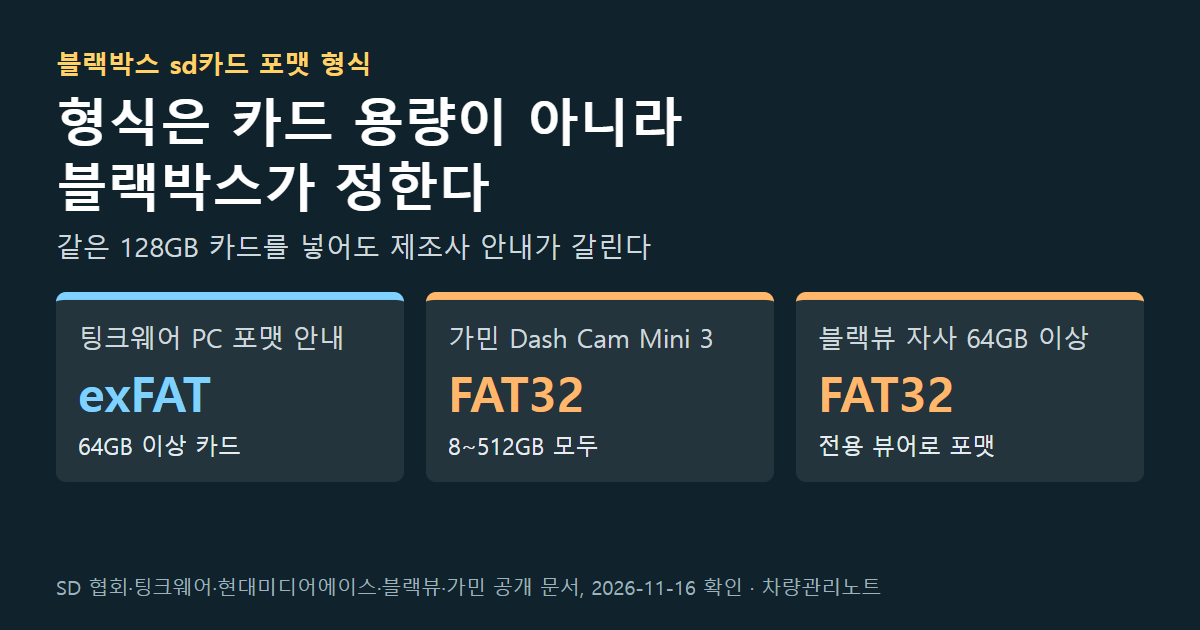 블랙박스 sd카드 포맷 형식
형식은 카드 용량이 아니라
블랙박스가 정한다
같은 128GB 카드를 넣어도 제조사 안내가 갈린다
팅크웨어 PC 포맷 안내
exFAT
64GB 이상 카드
가민 Dash Cam Mini 3
FAT32
8~512GB 모두
블랙뷰 자사 64GB 이상
FAT32
전용 뷰어로 포맷
SD 협회·팅크웨어·현대미디어에이스·블랙뷰·가민 공개 문서, 2026-11-16 확인 · 차량관리노트